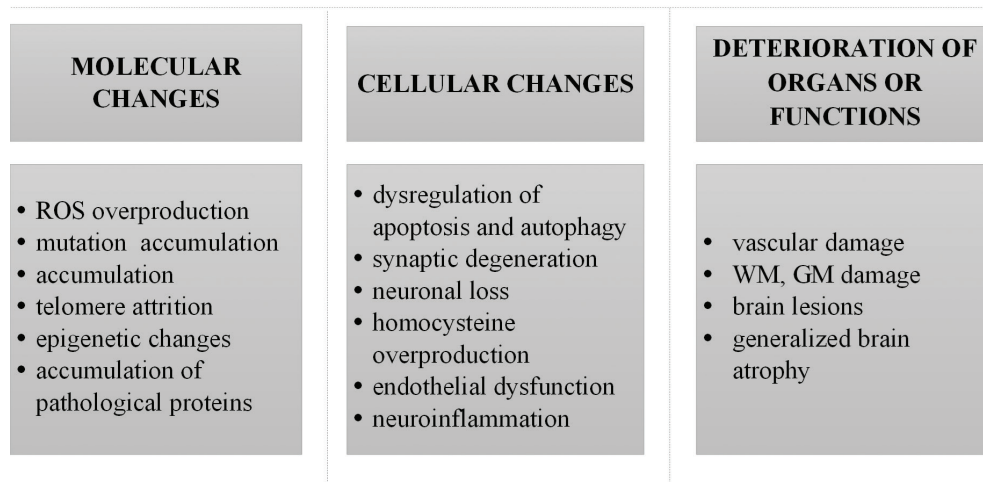 MOLECULAR
CHANGES
• ROS overproduction
• mutation accumulation
• accumulation
• telomere attrition
• epigenetic changes
• accumulation of
pathological proteins
CELLULAR CHANGES
• dysregulation of
apoptosis and autophagy
• synaptic degeneration
• neuronal loss
• homocysteine
overproduction
• endothelial dysfunction
• neuroinflammation
DETERIORATION OF
ORGANS OR
FUNCTIONS
• vascular damage
• WM, GM damage
• brain lesions
• generalized brain
atrophy